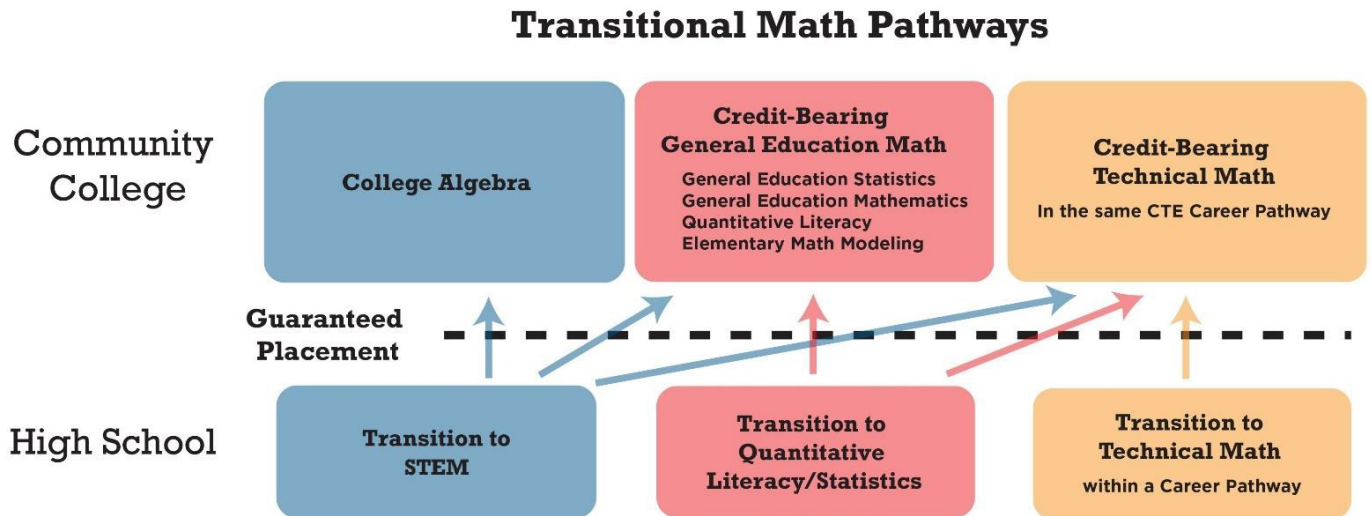 Transitional Math Pathways
Community
College
College Algebra
Credit-Bearing
General Education Math
General Education Statistics
General Education Mathematics
Quantitative Literacy
Elementary Math Modeling
Credit-Bearing
Technical Math
In the same CTE Career Pathway
Guaranteed
Placement
High School
Transition to
STEM
Transition to
Quantitative
Literacy/Statistics
Transition to
Technical Math
within a Career Pathway